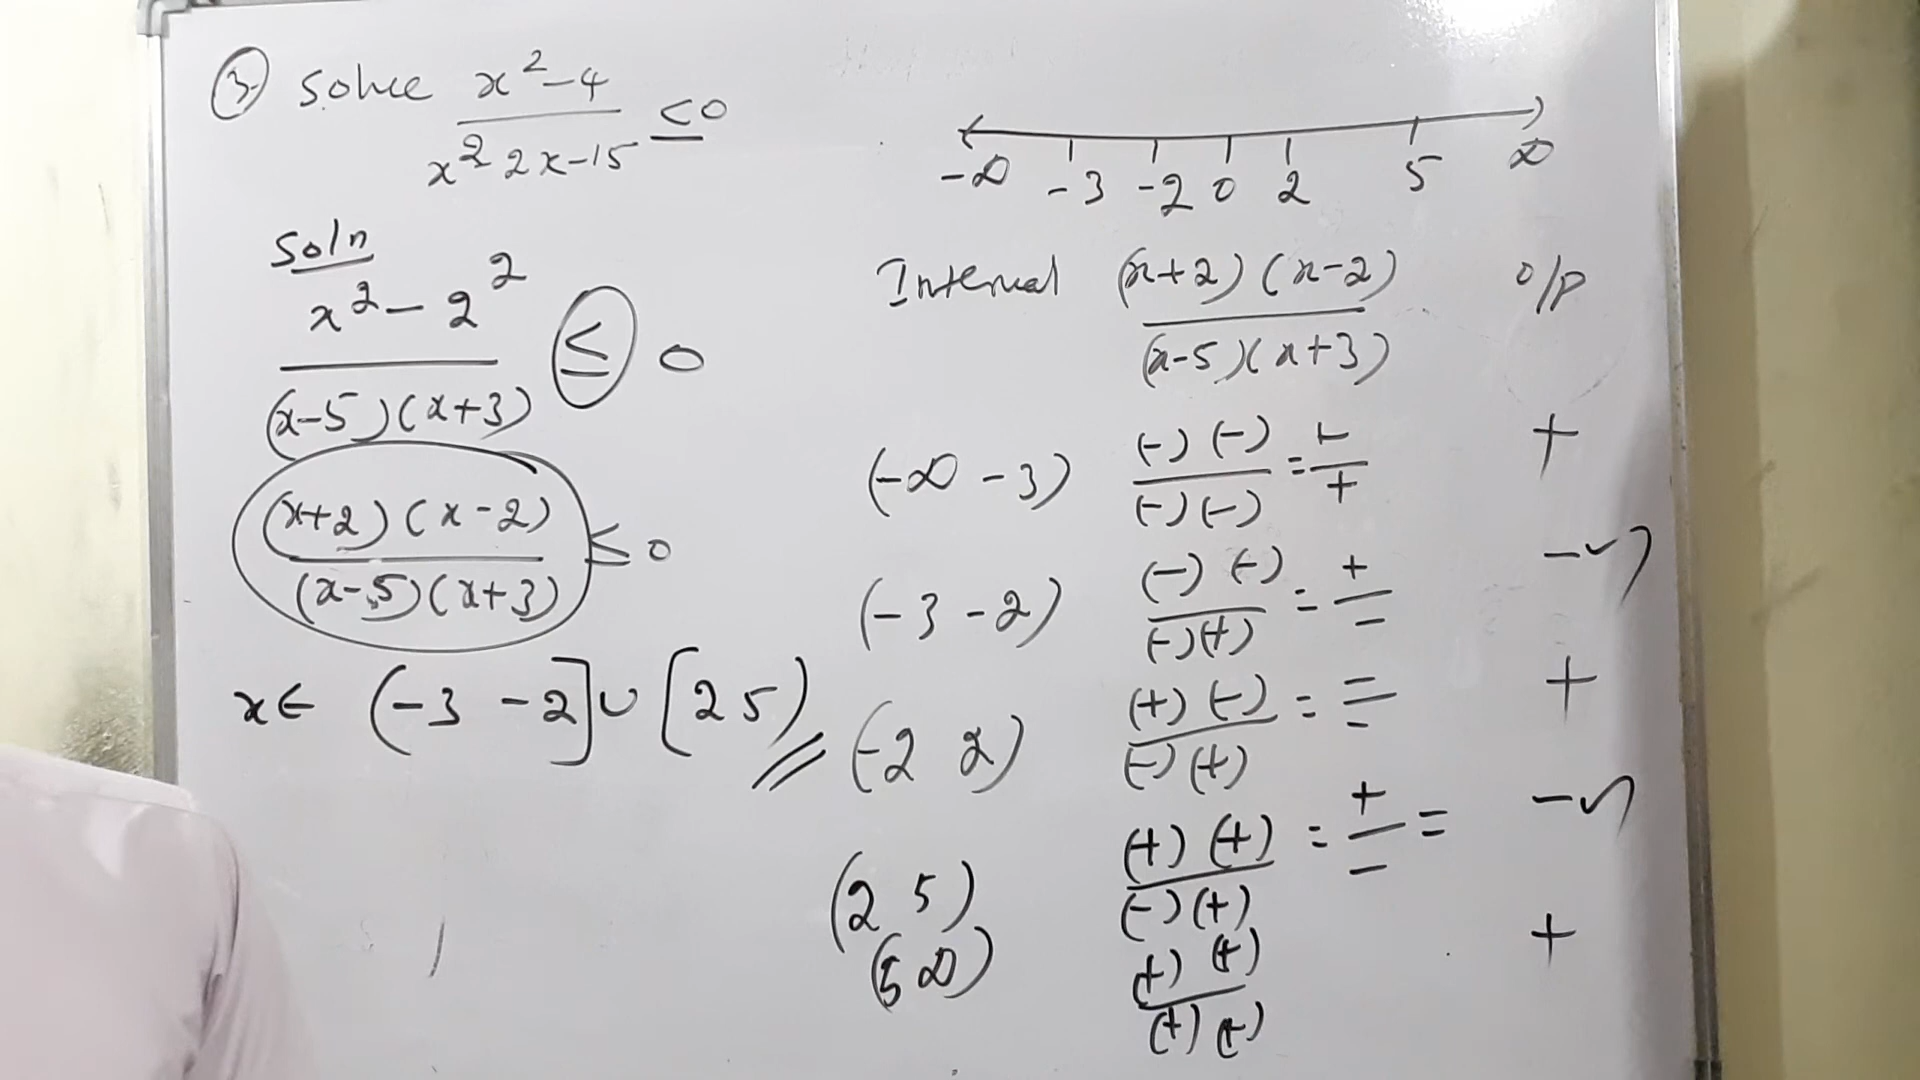 ③ Solve x² - 4 / x² 2x - 15 ≤ 0
Soln
x² - 2² / (x-5)(x+3) ≤ 0
(x+2)(x-2) / (x-5)(x+3) ≤ 0
x ∈ (-3 -2] ∪ [2 5)
-∞ -3 -2 0 2 5 ∞
Interval (x+2)(x-2) / (x-5)(x+3) o/p
(-∞ -3) (-)(-) / (-)(-) = + / + +
(-3 -2) (-)(-) / (-)(+) = + / - -✓
(-2 2) (+)(-) / (-)(+) = - / - +
(2 5) (+)(+) / (-)(+) = + / - = -✓
(5 ∞) (+)(+) / (+)(+) +